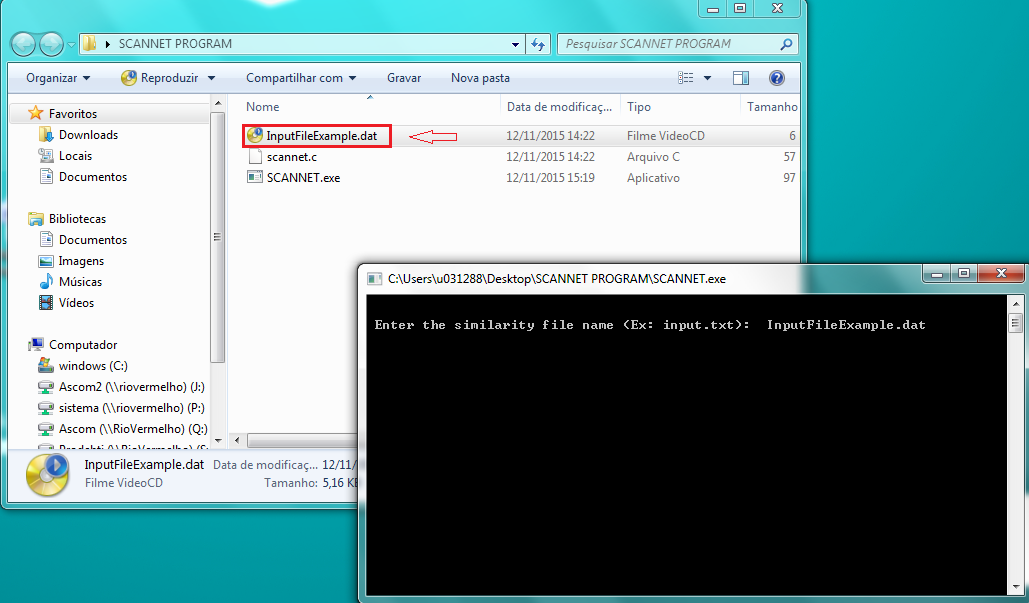 SCANNET PROGRAM
Pesquisar SCANNET PROGRAM
Organizar Reproduzir Compartilhar com Gravar Nova pasta
Nome Data de modificaç... Tipo Tamanho
InputFileExample.dat 12/11/2015 14:22 Filme VideoCD 6
scannet.c 12/11/2015 14:22 Arquivo C 57
SCANNET.exe 12/11/2015 15:19 Aplicativo 97
Favoritos
Downloads
Locais
Documentos
Bibliotecas
Documentos
Imagens
Músicas
Vídeos
Computador
windows (C:)
Ascom2 (\\riovermelho) (J:)
sistema (\\riovermelho) (P:)
Ascom (\\RioVermelho) (Q:)
InputFileExample.dat Data de modificaç... 12/11/
Filme VideoCD Tamanho: 5,16 KB
C:\Users\u031288\Desktop\SCANNET PROGRAM\SCANNET.exe
Enter the similarity file name (Ex: input.txt): InputFileExample.dat